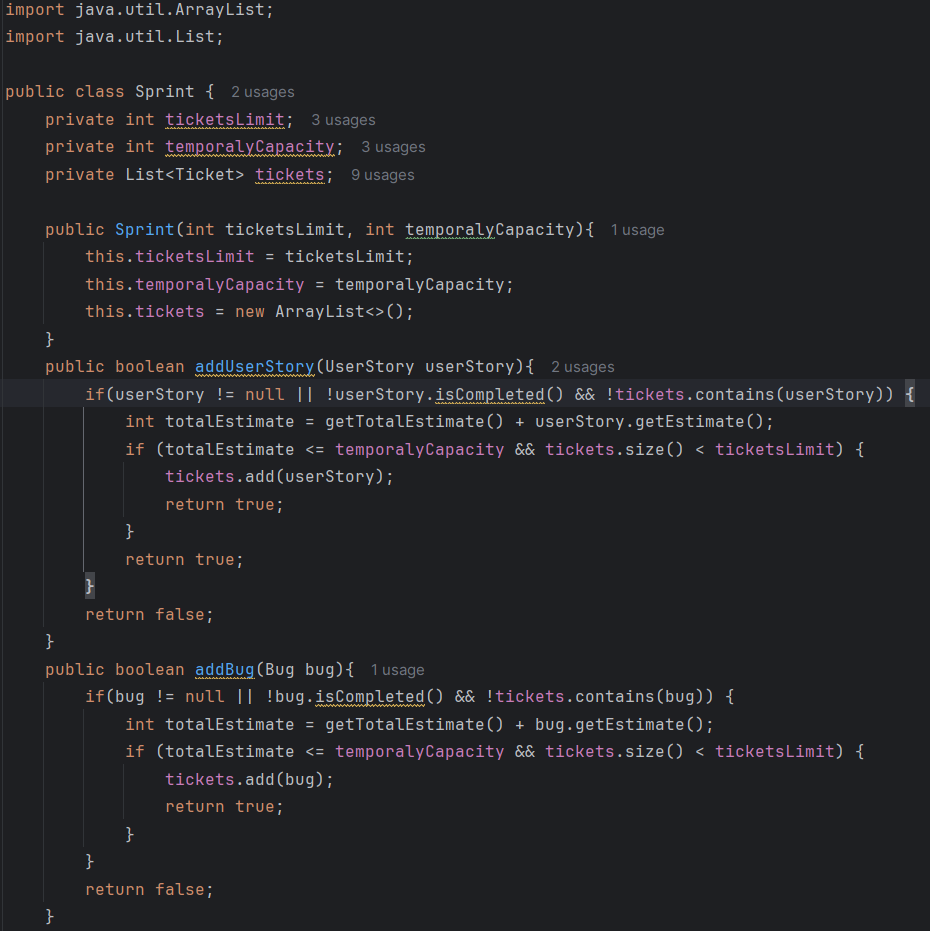 import java.util.ArrayList;
import java.util.List;

public class Sprint {  2 usages
    private int ticketsLimit;  3 usages
    private int temporalyCapacity;  3 usages
    private List<Ticket> tickets;  9 usages

    public Sprint(int ticketsLimit, int temporalyCapacity){  1 usage
        this.ticketsLimit = ticketsLimit;
        this.temporalyCapacity = temporalyCapacity;
        this.tickets = new ArrayList<>();
    }
    public boolean addUserStory(UserStory userStory){  2 usages
        if(userStory != null || !userStory.isCompleted() && !tickets.contains(userStory)) {
            int totalEstimate = getTotalEstimate() + userStory.getEstimate();
            if (totalEstimate <= temporalyCapacity && tickets.size() < ticketsLimit) {
                tickets.add(userStory);
                return true;
            }
            return true;
        }
        return false;
    }
    public boolean addBug(Bug bug){  1 usage
        if(bug != null || !bug.isCompleted() && !tickets.contains(bug)) {
            int totalEstimate = getTotalEstimate() + bug.getEstimate();
            if (totalEstimate <= temporalyCapacity && tickets.size() < ticketsLimit) {
                tickets.add(bug);
                return true;
            }
        }
        return false;
    }